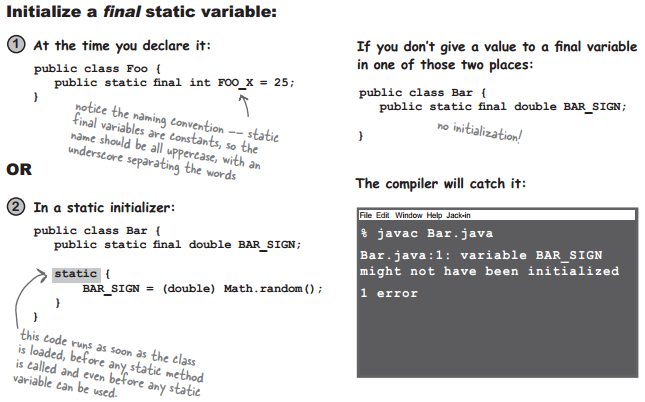 Initialize a final static variable:
1 At the time you declare it:
public class Foo {
public static final int FOO_X = 25;
}
notice the naming convention -- static
final variables are constants, so the
name should be all uppercase, with an
underscore separating the words
OR
2 In a static initializer:
public class Bar {
public static final double BAR_SIGN;
static {
BAR_SIGN = (double) Math.random();
}
}
this code runs as soon as the class
is loaded, before any static method
is called and even before any static
variable can be used.
If you don't give a value to a final variable
in one of those two places:
public class Bar {
public static final double BAR_SIGN;
}
no initialization!
The compiler will catch it:
File Edit Window Help Jack-in
% javac Bar.java
Bar.java:1: variable BAR_SIGN
might not have been initialized
1 error